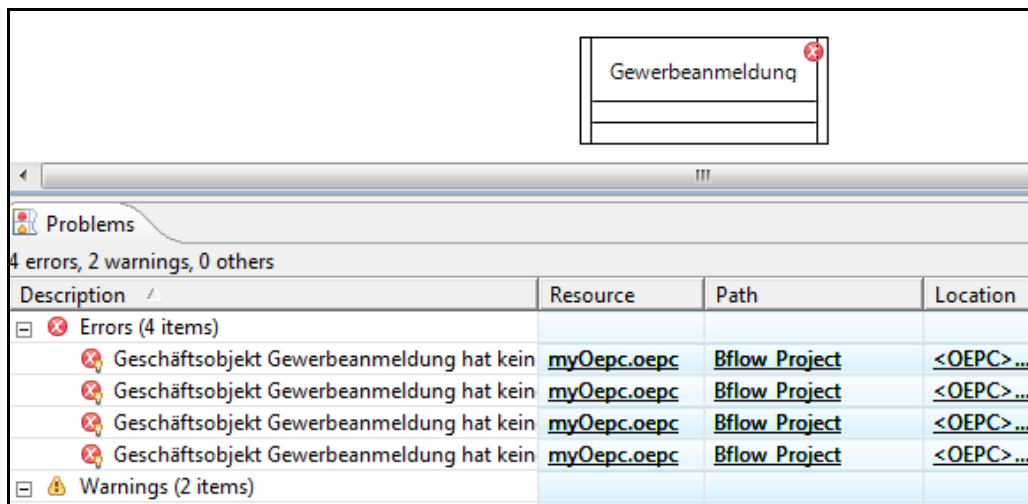 Gewerbeanmeldung
Problems
4 errors, 2 warnings, 0 others
Description Resource Path Location
Errors (4 items)
Geschäftsobjekt Gewerbeanmeldung hat kein myOepc.oepc Bflow Project <OEPC>...
Geschäftsobjekt Gewerbeanmeldung hat kein myOepc.oepc Bflow Project <OEPC>...
Geschäftsobjekt Gewerbeanmeldung hat kein myOepc.oepc Bflow Project <OEPC>...
Geschäftsobjekt Gewerbeanmeldung hat kein myOepc.oepc Bflow Project <OEPC>...
Warnings (2 items)